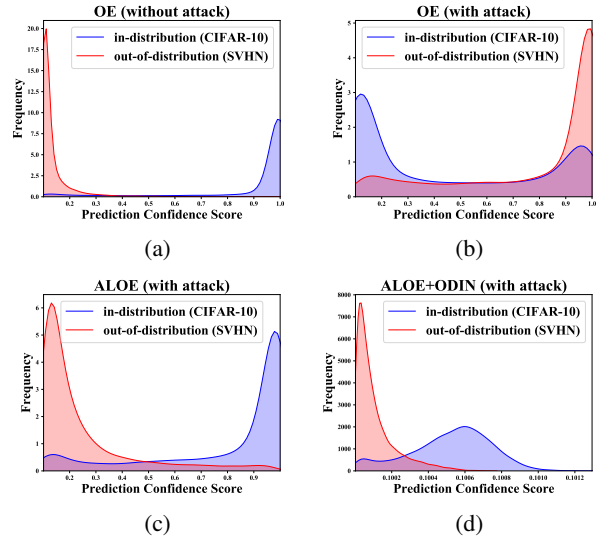 OE (without attack)
in-distribution (CIFAR-10)
out-of-distribution (SVHN)
Frequency
20.0
17.5
15.0
12.5
10.0
7.5
5.0
2.5
0.0
0.2 0.3 0.4 0.5 0.6 0.7 0.8 0.9 1.0
Prediction Confidence Score
(a)
OE (with attack)
in-distribution (CIFAR-10)
out-of-distribution (SVHN)
Frequency
5
4
3
2
1
0
0.2 0.3 0.4 0.5 0.6 0.7 0.8 0.9 1.0
Prediction Confidence Score
(b)
ALOE (with attack)
in-distribution (CIFAR-10)
out-of-distribution (SVHN)
Frequency
6
5
4
3
2
1
0
0.2 0.3 0.4 0.5 0.6 0.7 0.8 0.9
Prediction Confidence Score
(c)
ALOE+ODIN (with attack)
in-distribution (CIFAR-10)
out-of-distribution (SVHN)
Frequency
8000
7000
6000
5000
4000
3000
2000
1000
0
0.1002 0.1004 0.1006 0.1008 0.1010 0.1012
Prediction Confidence Score
(d)